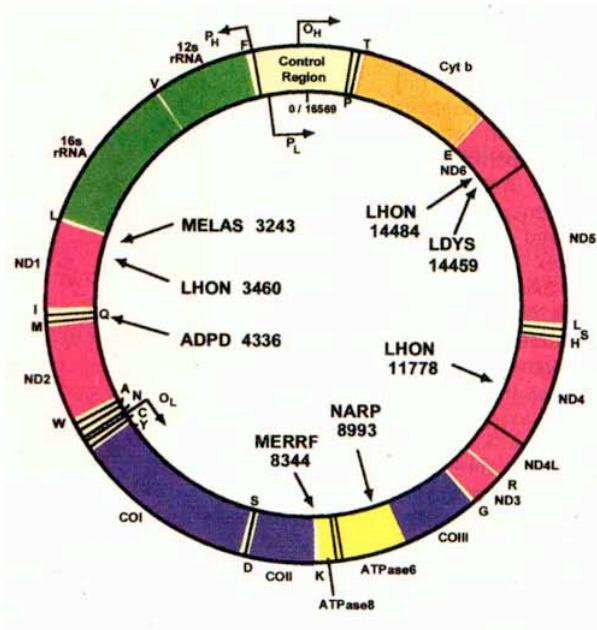 P_H
O_H
12s
rRNA
F
T
Control
Region
P
Cyt b
V
0 / 16569
P_L
16s
rRNA
E
ND6
L
MELAS 3243
LHON
14484
LDYS
14459
ND5
ND1
LHON 3460
I
M
Q
ADPD 4336
L
S
H
LHON
11778
ND4
ND2
A
N
C
Y
O_L
W
NARP
8993
MERRF
8344
ND4L
R
ND3
G
S
COI
D
COII
K
ATPase6
COIII
ATPase8